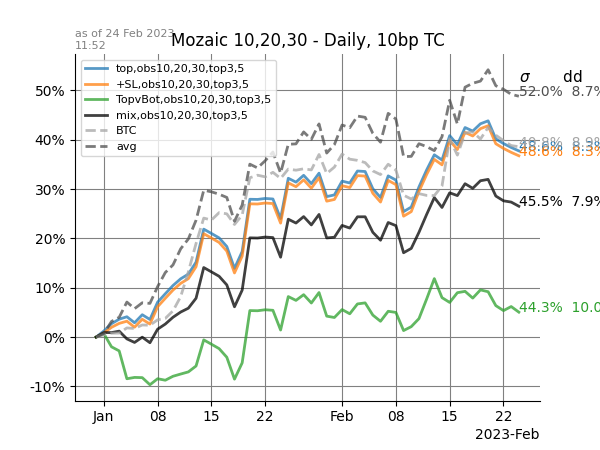 as of 24 Feb 2023
11:52
Mozaic 10,20,30 - Daily, 10bp TC
top,obs10,20,30,top3,5
+SL,obs10,20,30,top3,5
TopvBot,obs10,20,30,top3,5
mix,obs10,20,30,top3,5
BTC
avg
σ dd
52.0% 8.7%
48.6% 8.3%
45.5% 7.9%
44.3% 10.0
50%
40%
30%
20%
10%
0%
-10%
Jan 08 15 22 Feb 08 15 22
2023-Feb